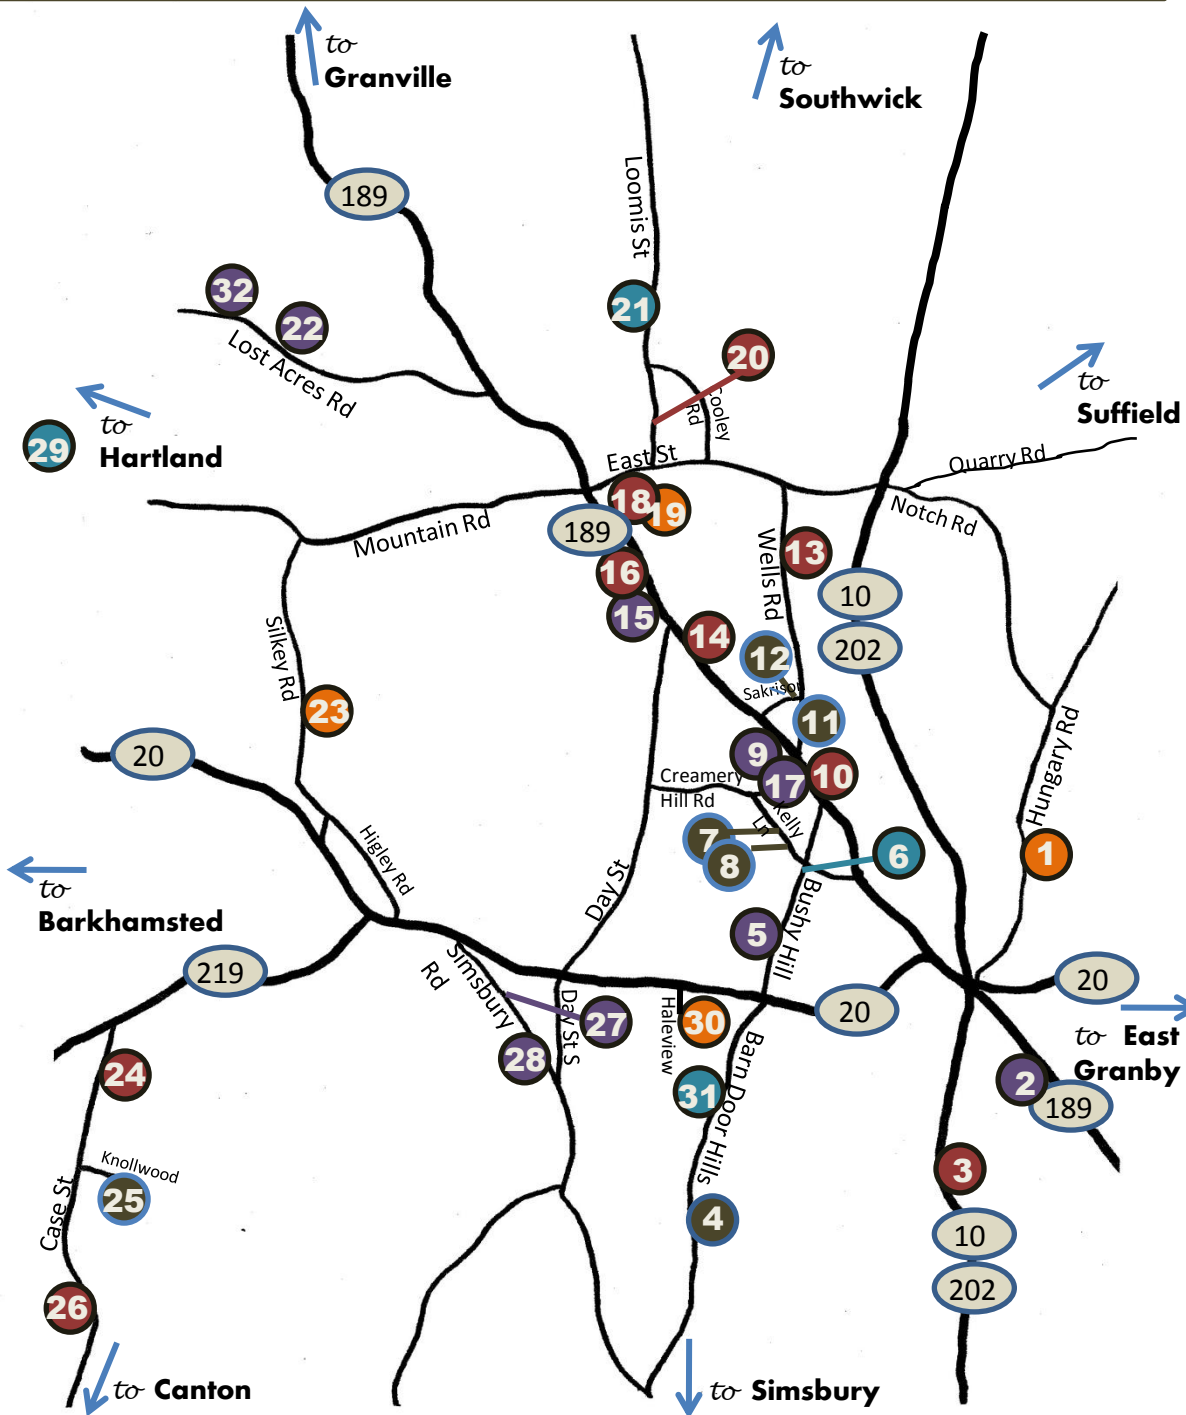 to
Granville
to
Southwick
189
Loomis St
32
21
22
20
Lost Acres Rd
to
Suffield
Cooley
Rd
to
Hartland
29
East St
Quarry Rd
18
19
Notch Rd
Mountain Rd
189
Wells Rd
13
16
10
15
14
202
12
Silkey Rd
Sakrison
23
11
Hungary Rd
20
9
17
10
Creamery
Hill Rd
Kelly
Ln
7
8
6
1
Higley Rd
to
Barkhamsted
Day St
Bushy Hill
5
219
Simsbury
Rd
20
20
Day St S
27
Haleview
30
to East
Granby
28
Barn Door Hills
24
31
2
189
Knollwood
25
3
Case St
4
10
202
26
to Canton
to Simsbury